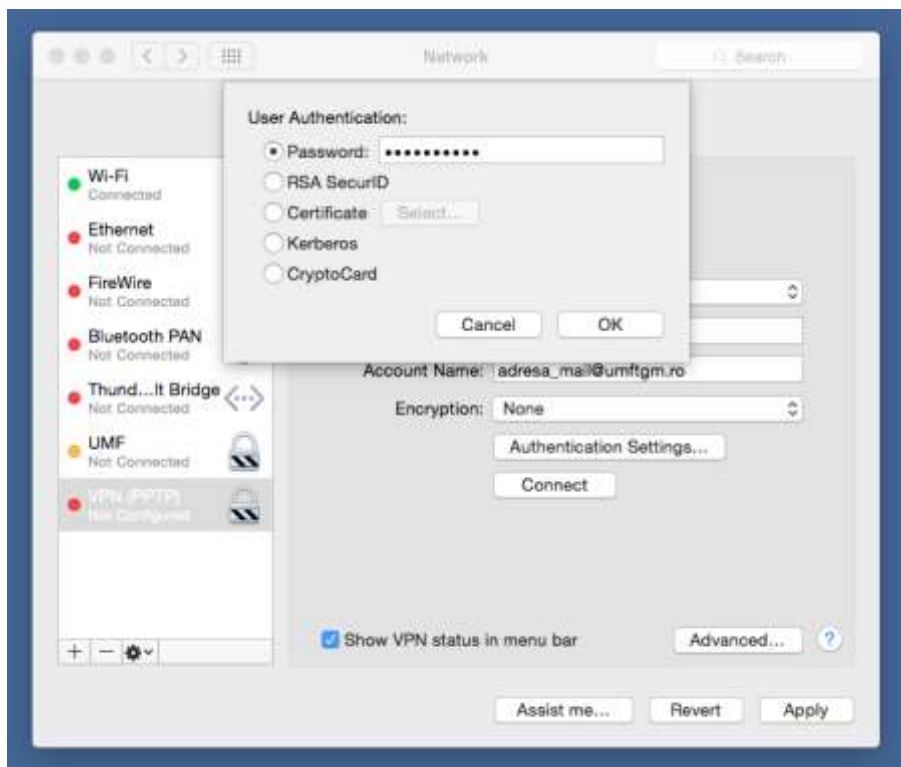 Network
Search
User Authentication:
Password: ••••••••••
RSA SecurID
Certificate Select...
Kerberos
CryptoCard
Cancel OK
Wi-Fi
Connected
Ethernet
Not Connected
FireWire
Not Connected
Bluetooth PAN
Not Connected
Thund...lt Bridge
Not Connected
UMF
Not Connected
VPN (PPTP)
Not Configured
Account Name: adresa_mail@umftgm.ro
Encryption: None
Authentication Settings...
Connect
Show VPN status in menu bar
Advanced... ?
Assist me... Revert Apply